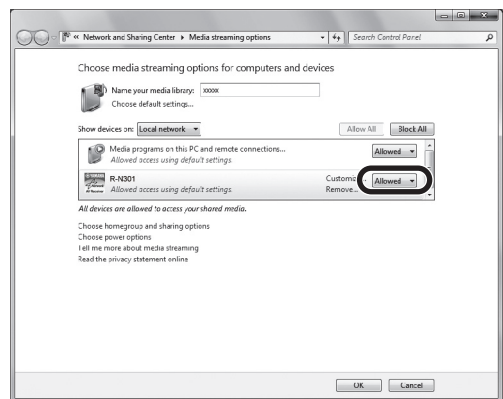 « Network and Sharing Center ▸ Media streaming options
Search Control Panel
Choose media streaming options for computers and devices
Name your media library: xxxxx
Choose default settings...
Show devices on: Local network
Allow All
Block All
Media programs on this PC and remote connections...
Allowed access using default settings
Allowed
R-N301
Allowed access using default settings
Customize...
Remove...
Allowed
All devices are allowed to access your shared media.
Choose homegroup and sharing options
Choose power options
Tell me more about media streaming
Read the privacy statement online
OK
Cancel